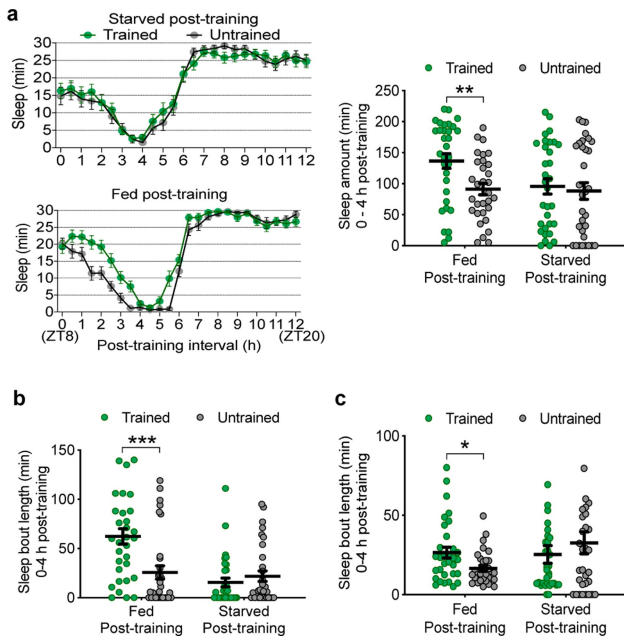 a
Starved post-training
Trained Untrained
Sleep (min)
30
25
20
15
10
5
0
0 1 2 3 4 5 6 7 8 9 10 11 12
Fed post-training
Sleep (min)
30
25
20
15
10
5
0
0 1 2 3 4 5 6 7 8 9 10 11 12
(ZT8) (ZT20)
Post-training interval (h)
Trained Untrained
Sleep amount (min)
0 - 4 h post-training
250
200
150
100
50
0
**
Fed Starved
Post-training Post-training
b
Trained Untrained
Sleep bout length (min)
0-4 h post-training
150
100
50
0
***
Fed Starved
Post-training Post-training
c
Trained Untrained
Sleep bout length (min)
0-4 h post-training
100
80
60
40
20
0
*
Fed Starved
Post-training Post-training